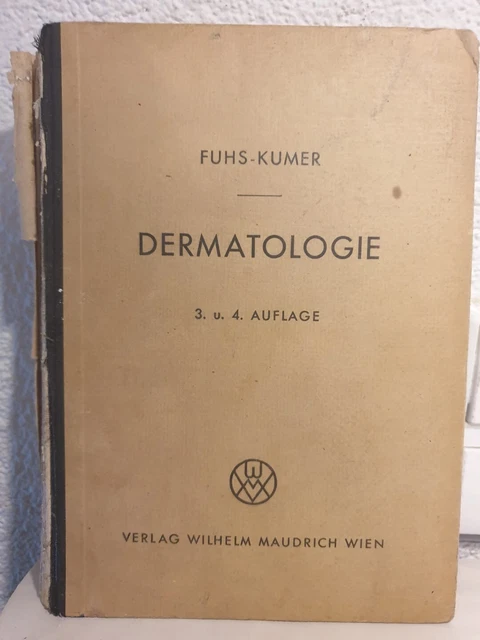 FUHS-KUMER
DERMATOLOGIE
3. u. 4. AUFLAGE
VERLAG WILHELM MAUDRICH WIEN